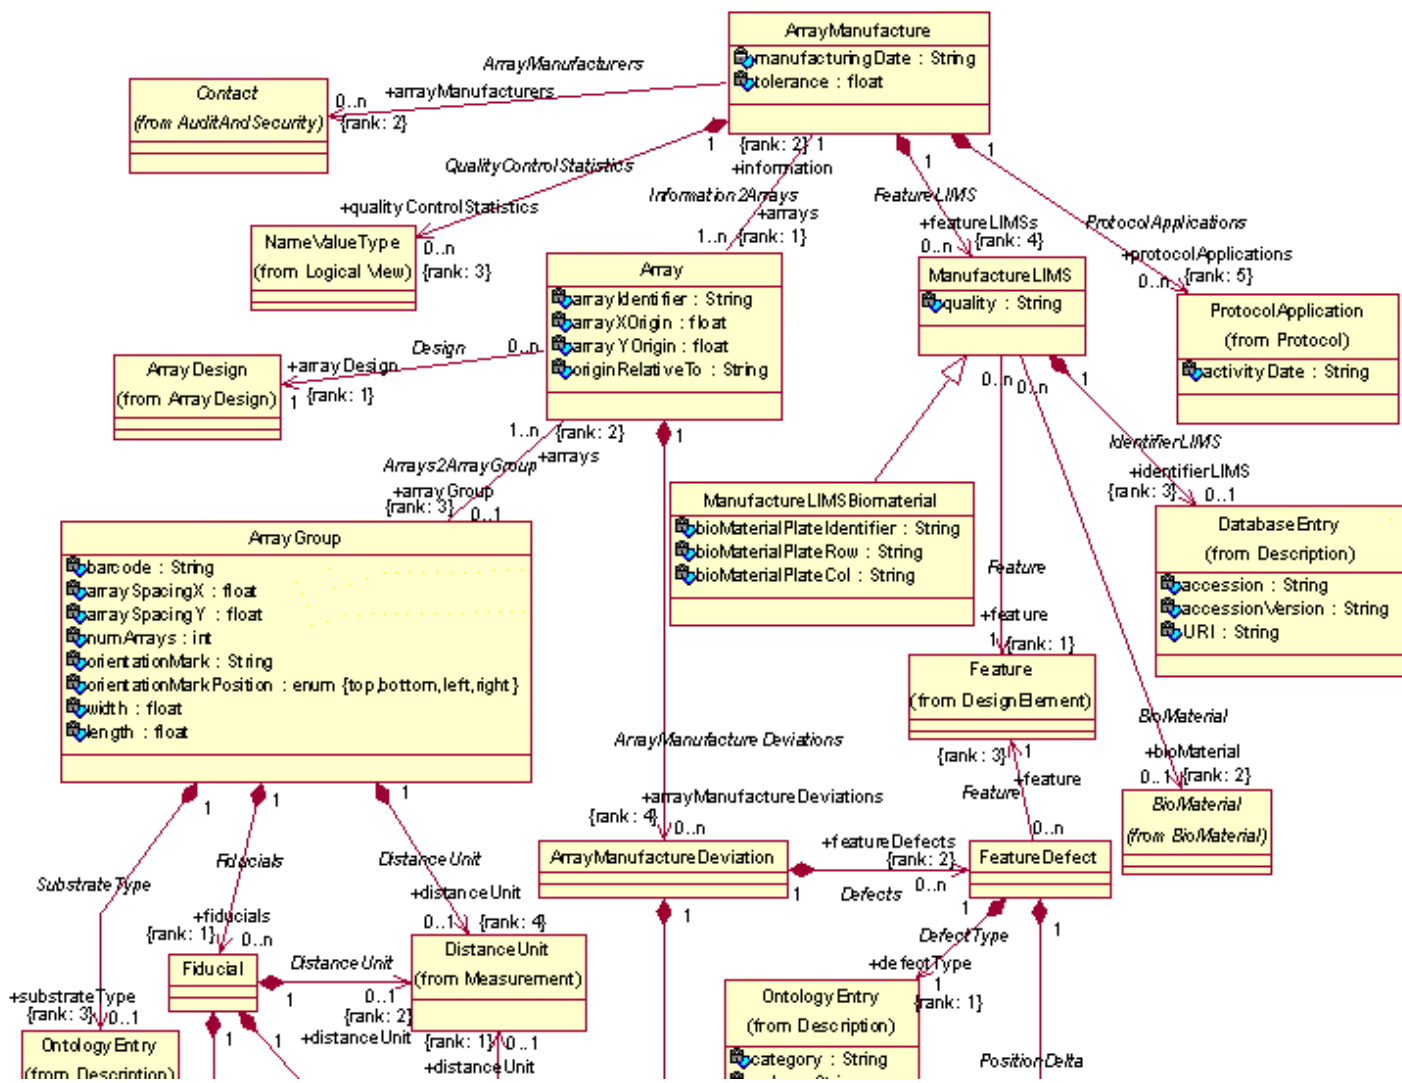 ArrayManufacture
manufacturingDate : String
tolerance : float
ArrayManufacturers
+arrayManufacturers
0..n
{rank: 2}
Contact
(from AuditAndSecurity)
1
{rank: 2}
1
+information
1
1
QualityControlStatistics
Information2Arrays
FeatureLIMS
ProtocolApplications
+qualityControlStatistics
+arrays
+featureLIMSs
+protocolApplications
NameValueType
(from Logical View)
0..n
{rank: 3}
1..n
{rank: 1}
0..n
{rank: 4}
0..n
{rank: 5}
Array
arrayIdentifier : String
arrayXOrigin : float
arrayYOrigin : float
originRelativeTo : String
ManufactureLIMS
quality : String
ProtocolApplication
(from Protocol)
activityDate : String
Design
0..n
+arrayDesign
ArrayDesign
(from ArrayDesign)
1
{rank: 1}
0..n
0..n
1
1..n
{rank: 2}
+arrays
1
IdentifierLIMS
+identifierLIMS
{rank: 3}
0..1
Arrays2ArrayGroup
+arrayGroup
{rank: 3}
0..1
ManufactureLIMSBiomaterial
bioMaterialPlateIdentifier : String
bioMaterialPlateRow : String
bioMaterialPlateCol : String
DatabaseEntry
(from Description)
accession : String
accessionVersion : String
URI : String
ArrayGroup
barcode : String
arraySpacingX : float
arraySpacingY : float
numArrays : int
orientationMark : String
orientationMarkPosition : enum {top,bottom,left,right}
width : float
length : float
Feature
+feature
1
{rank: 1}
Feature
(from DesignElement)
BioMaterial
+bioMaterial
0..1
{rank: 2}
ArrayManufactureDeviations
{rank: 3}
1
+feature
Feature
0..n
BioMaterial
(from BioMaterial)
1
1
1
+arrayManufactureDeviations
{rank: 4}
0..n
ArrayManufactureDeviation
+featureDefects
{rank: 2}
1
Defects
0..n
FeatureDefect
SubstrateType
Fiducials
DistanceUnit
+fiducials
{rank: 1}
0..n
+distanceUnit
0..1
{rank: 4}
1
1
DefectType
1
+defectType
1
{rank: 1}
Fiducial
DistanceUnit
1
0..1
{rank: 2}
+distanceUnit
DistanceUnit
(from Measurement)
+substrateType
{rank: 3}
0..1
OntologyEntry
(from Description)
1
1
{rank: 1}
0..1
+distanceUnit
OntologyEntry
(from Description)
category : String
PositionDelta